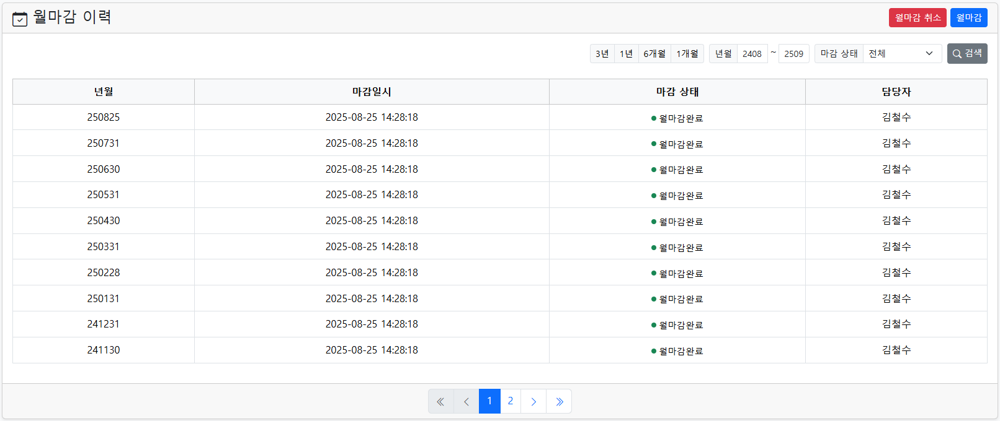 월마감 이력 월마감 취소 월마감
3년 1년 6개월 1개월 년월 2408 ~ 2509 마감 상태 전체 검색
년월 마감일시 마감 상태 담당자
250825 2025-08-25 14:28:18 월마감완료 김철수
250731 2025-08-25 14:28:18 월마감완료 김철수
250630 2025-08-25 14:28:18 월마감완료 김철수
250531 2025-08-25 14:28:18 월마감완료 김철수
250430 2025-08-25 14:28:18 월마감완료 김철수
250331 2025-08-25 14:28:18 월마감완료 김철수
250228 2025-08-25 14:28:18 월마감완료 김철수
250131 2025-08-25 14:28:18 월마감완료 김철수
241231 2025-08-25 14:28:18 월마감완료 김철수
241130 2025-08-25 14:28:18 월마감완료 김철수
« ‹ 1 2 › »